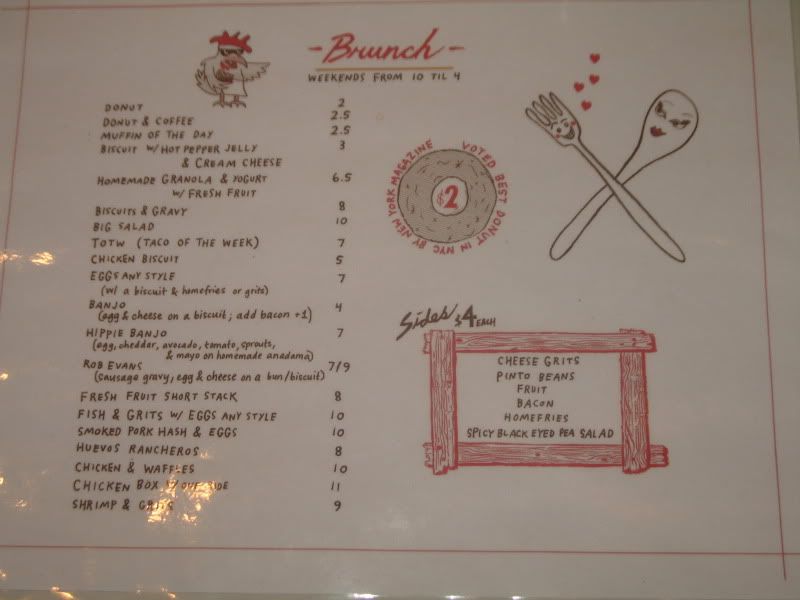 -Brunch-
WEEKENDS FROM 10 TIL 4
DONUT 2
DONUT & COFFEE 2.5
MUFFIN OF THE DAY 2.5
BISCUIT W/ HOT PEPPER JELLY 3
& CREAM CHEESE
HOMEMADE GRANOLA & YOGURT 6.5
W/ FRESH FRUIT
BISCUITS & GRAVY 8
BIG SALAD 10
TOTW (TACO OF THE WEEK) 7
CHICKEN BISCUIT 5
EGGS ANY STYLE 7
(w/ a biscuit & homefries or grits)
BANJO 4
(egg & cheese on a biscuit; add bacon +1)
HIPPIE BANJO 7
(egg, cheddar, avocado, tomato, sprouts,
& mayo on homemade anadama)
ROB EVANS 7/9
(sausage gravy, egg & cheese on a bun/biscuit)
FRESH FRUIT SHORT STACK 8
FISH & GRITS W/ EGGS ANY STYLE 10
SMOKED PORK HASH & EGGS 10
HUEVOS RANCHEROS 8
CHICKEN & WAFFLES 10
CHICKEN BOX W/ ONE SIDE 11
SHRIMP & GRITS 9
VOTED BEST DONUT IN NYC BY NEW YORK MAGAZINE
$2
Sides $4 EACH
CHEESE GRITS
PINTO BEANS
FRUIT
BACON
HOMEFRIES
SPICY BLACK EYED PEA SALAD